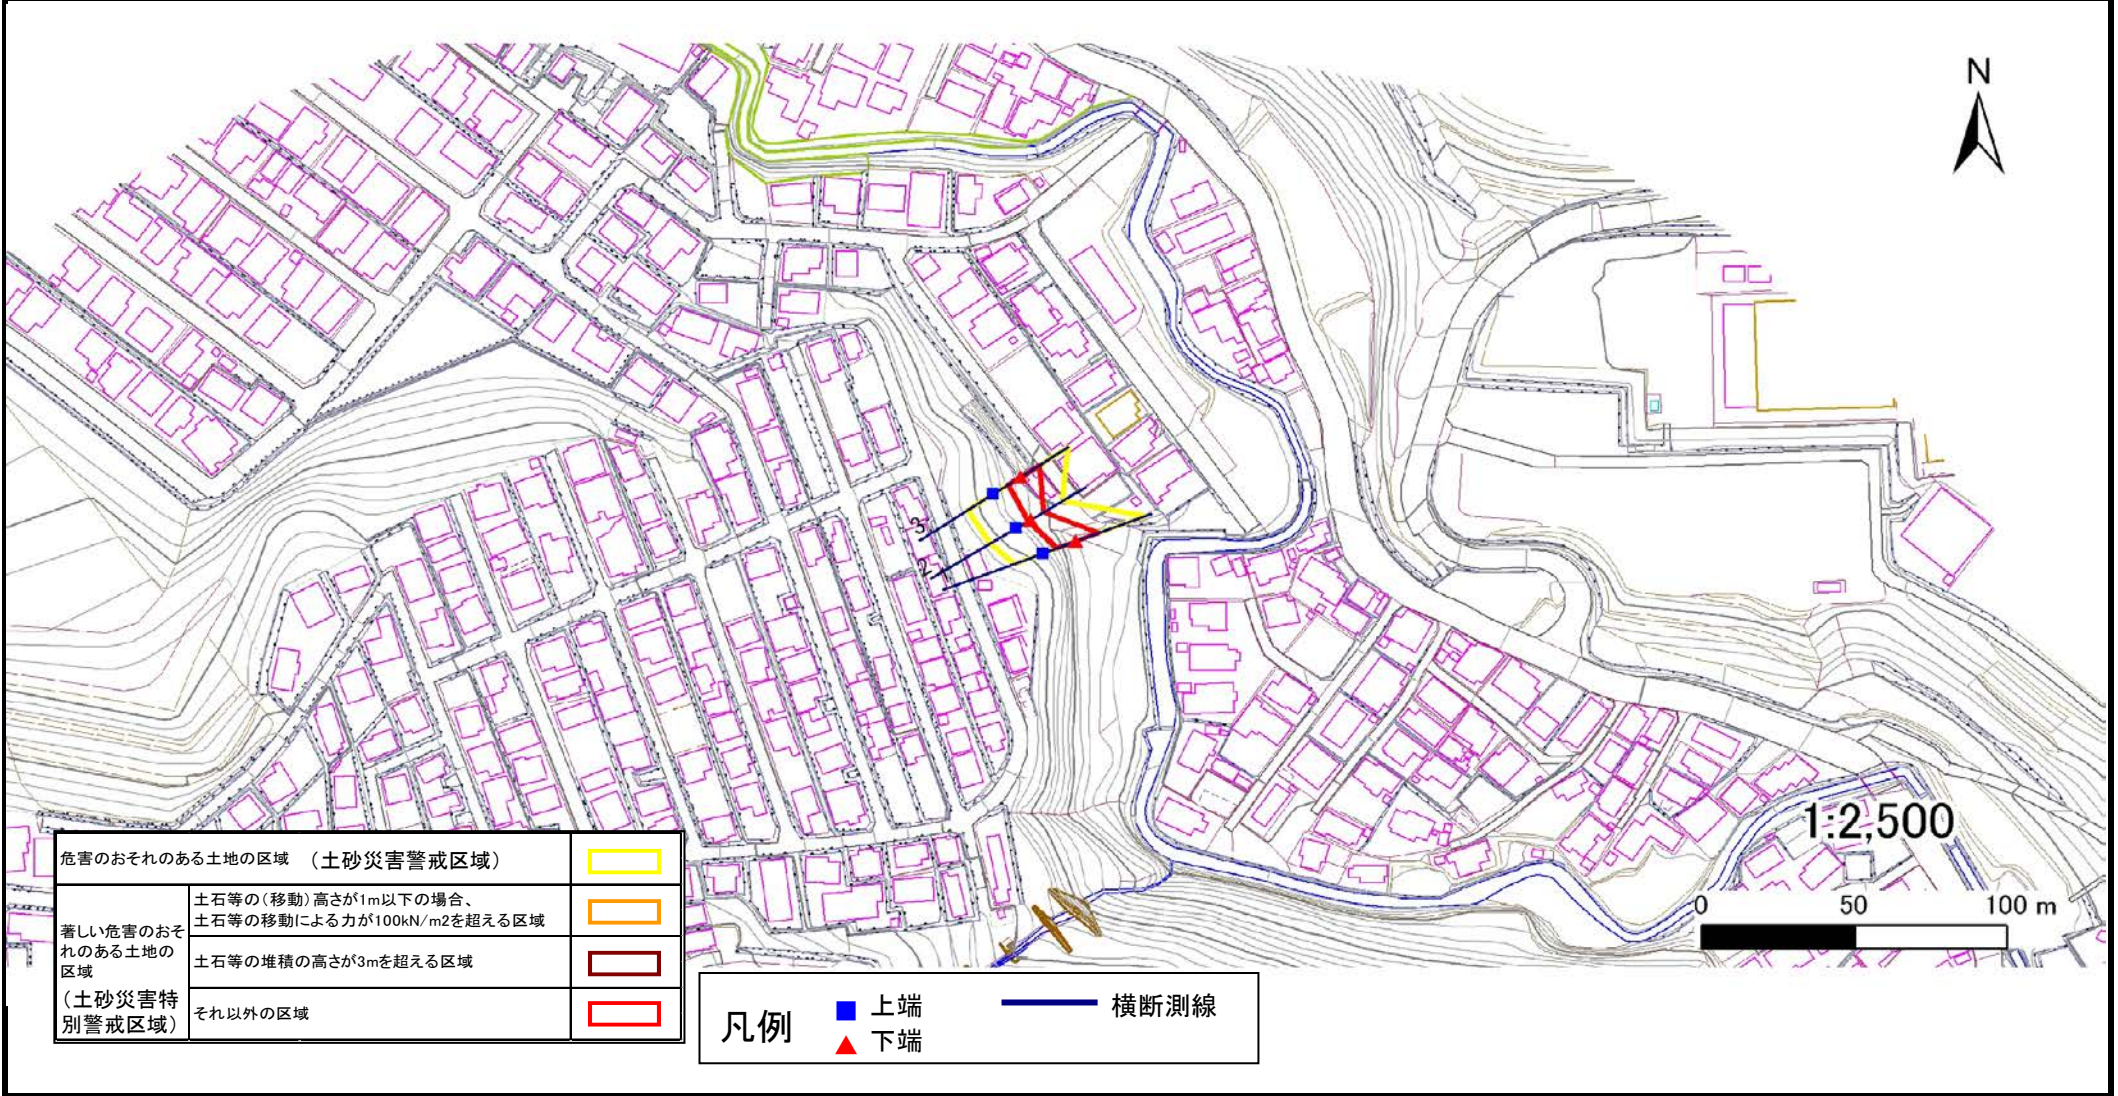 N
3
2
1
1:2,500
0 50 100 m
危害のおそれのある土地の区域 （土砂災害警戒区域）
著しい危害のおそ
れのある土地の
区域
（土砂災害特
別警戒区域）
土石等の（移動）高さが1m以下の場合、
土石等の移動による力が100kN/m2を超える区域
土石等の堆積の高さが3mを超える区域
それ以外の区域
凡例
上端
下端
横断測線